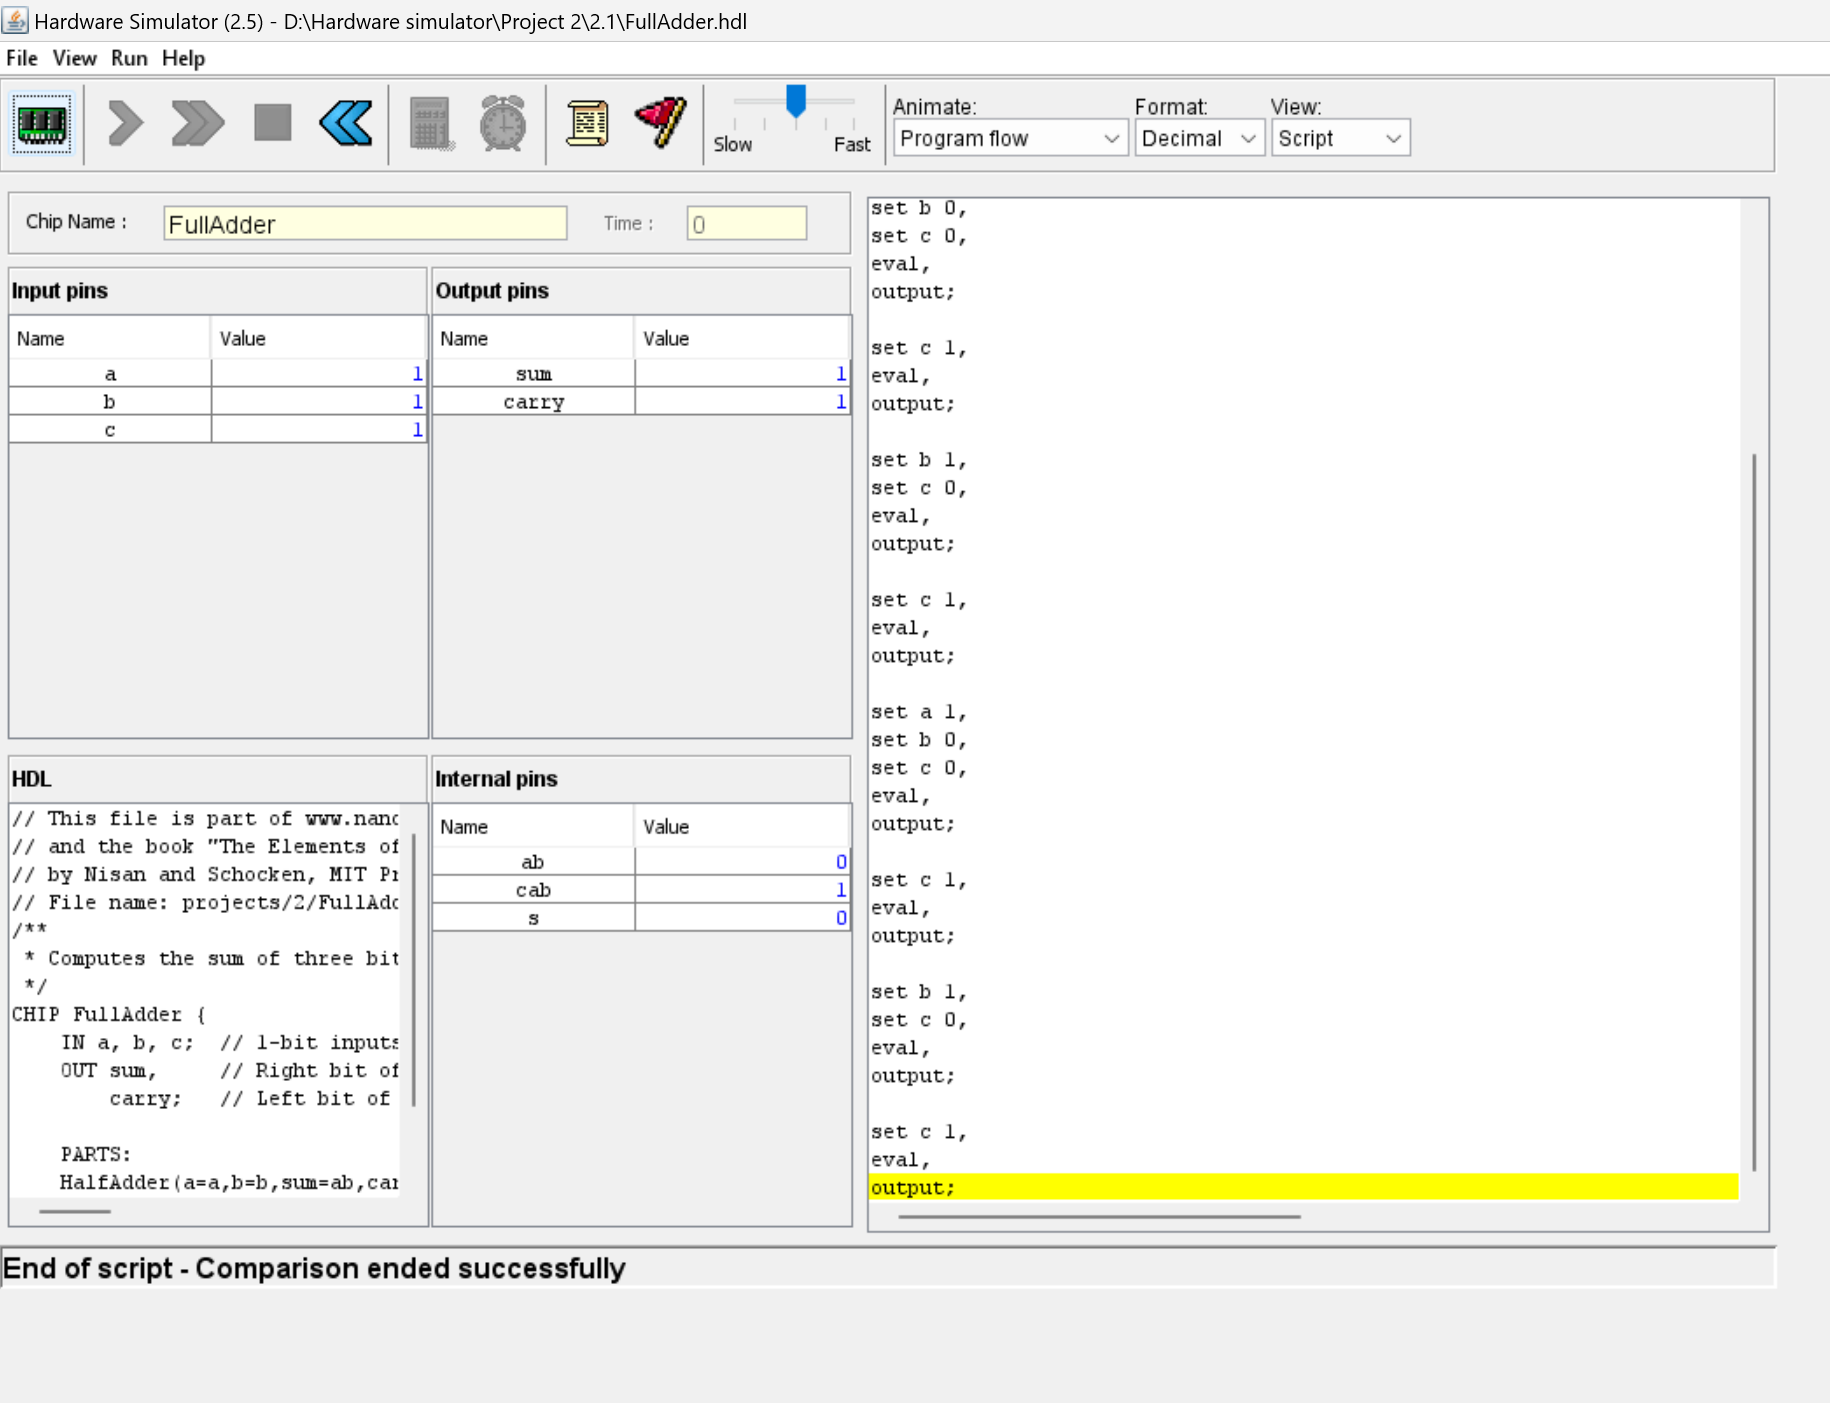 Hardware Simulator (2.5) - D:\Hardware simulator\Project 2\2.1\FullAdder.hdl
File View Run Help
Slow Fast
Animate: Format: View:
Program flow Decimal Script
Chip Name : FullAdder Time : 0
Input pins
Name Value
a 1
b 1
c 1
Output pins
Name Value
sum 1
carry 1
HDL
// This file is part of www.nanc
// and the book "The Elements of
// by Nisan and Schocken, MIT Pr
// File name: projects/2/FullAdd
/**
* Computes the sum of three bit
*/
CHIP FullAdder {
IN a, b, c; // 1-bit inputs
OUT sum, // Right bit of
carry; // Left bit of
PARTS:
HalfAdder(a=a,b=b,sum=ab,car
Internal pins
Name Value
ab 0
cab 1
s 0
set b 0,
set c 0,
eval,
output;
set c 1,
eval,
output;
set b 1,
set c 0,
eval,
output;
set c 1,
eval,
output;
set a 1,
set b 0,
set c 0,
eval,
output;
set c 1,
eval,
output;
set b 1,
set c 0,
eval,
output;
set c 1,
eval,
output;
End of script - Comparison ended successfully